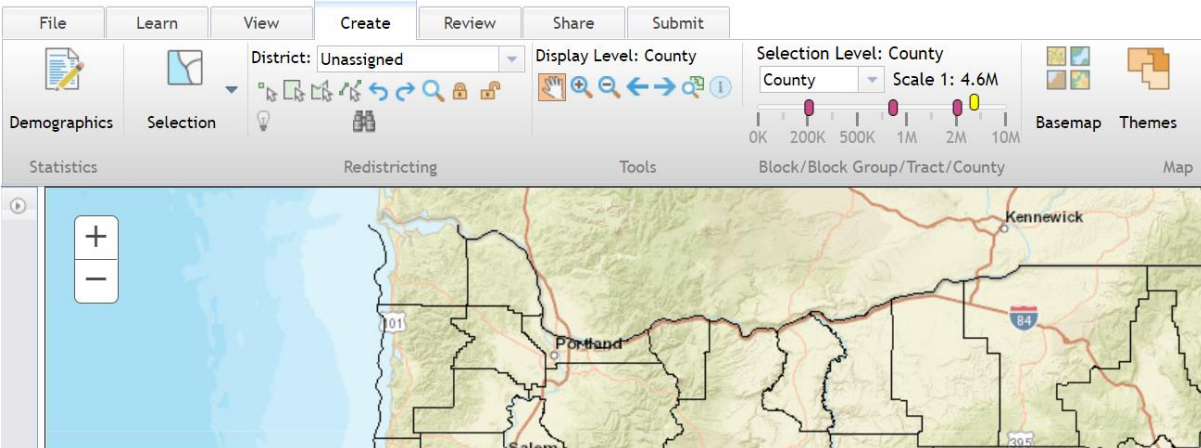 File Learn View Create Review Share Submit
District: Unassigned Display Level: County Selection Level: County
County Scale 1: 4.6M
Demographics Selection Basemap Themes
0K 200K 500K 1M 2M 10M
Statistics Redistricting Tools Block/Block Group/Tract/County Map
+
Kennewick
−
101
84
Portland
395
Salem